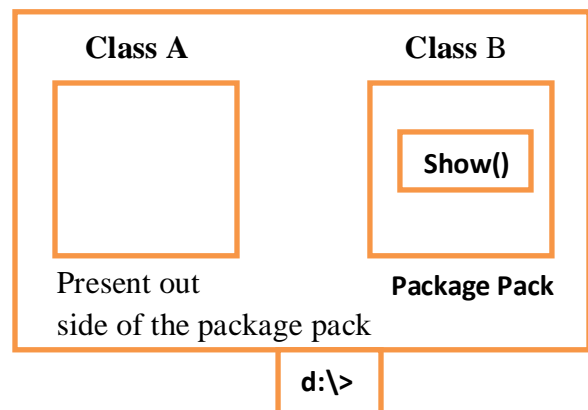 Class A
Class B
Show()
Present out
side of the package pack
Package Pack
d:\>